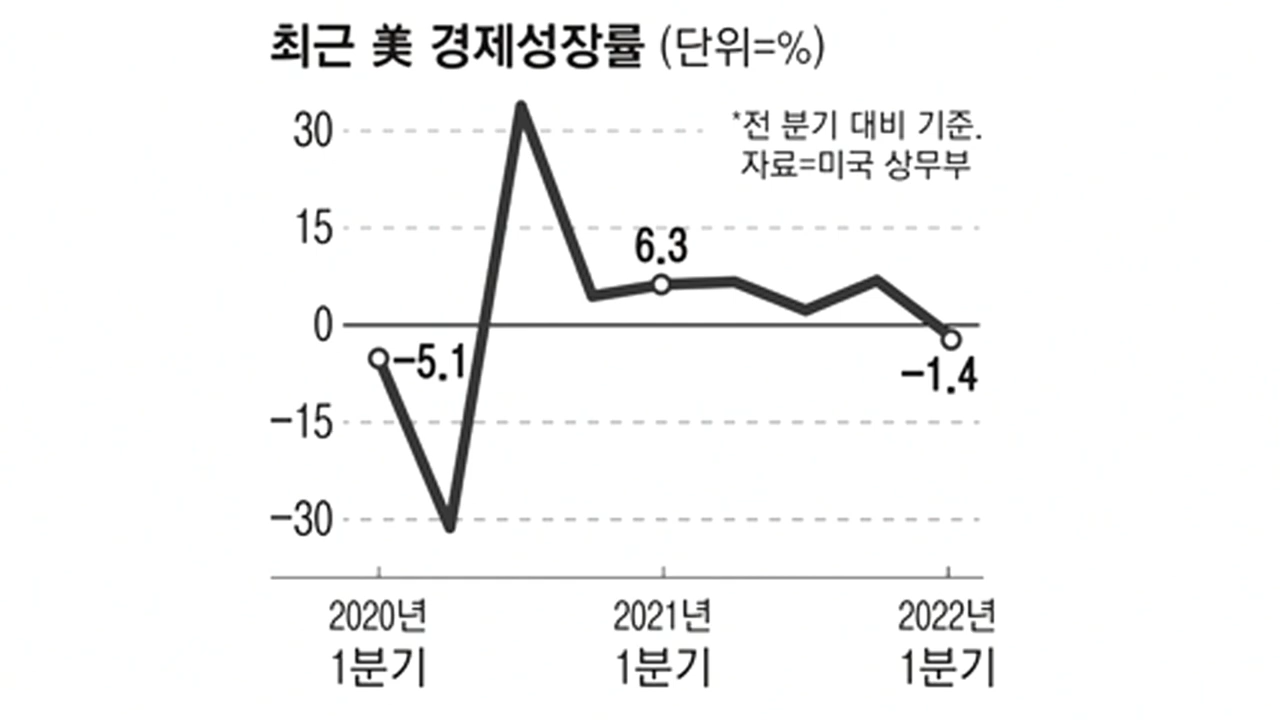 최근 美 경제성장률 (단위=%)
*전 분기 대비 기준.
자료=미국 상무부
30
15
0
-15
-30
-5.1
6.3
-1.4
2020년
1분기
2021년
1분기
2022년
1분기